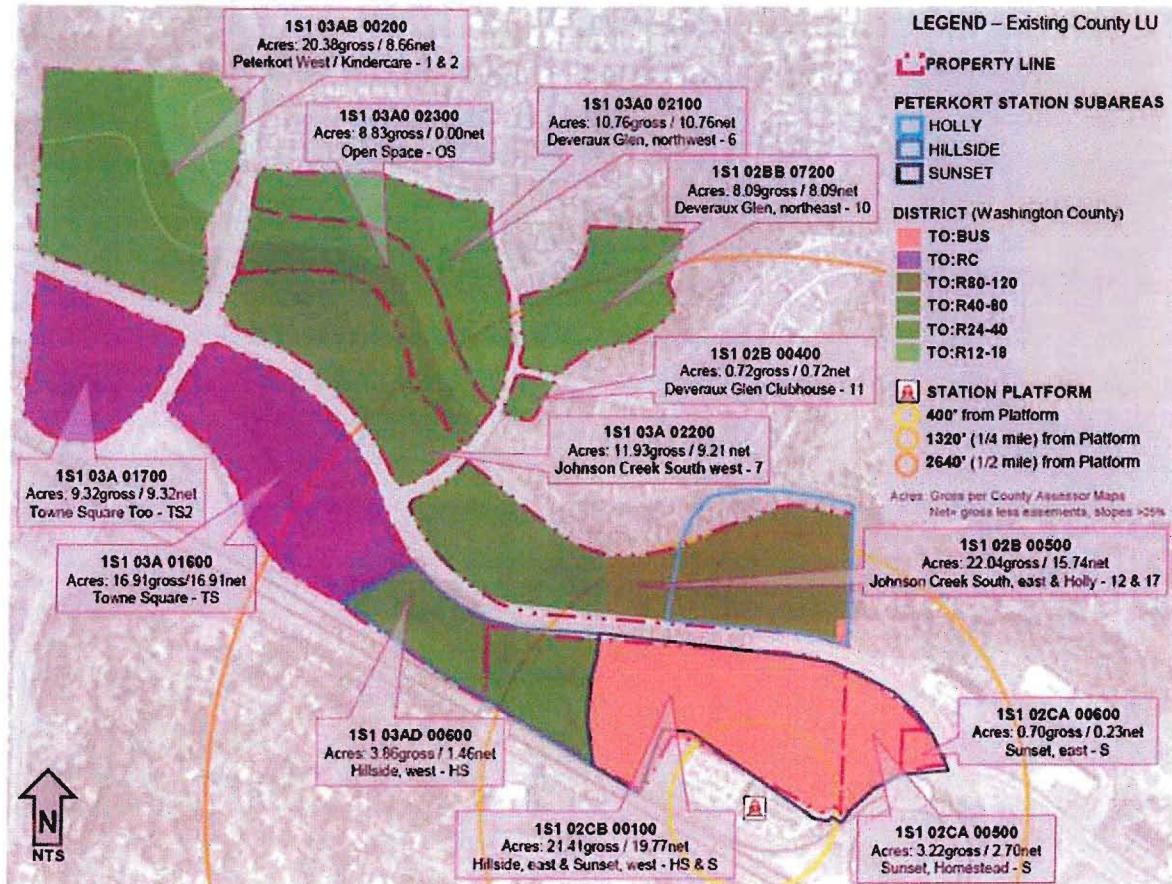 1S1 03AB 00200
Acres: 20.38gross / 8.66net
Peterkort West / Kindercare - 1 & 2
1S1 03A0 02300
Acres: 8.83gross / 0.00net
Open Space - OS
1S1 03A0 02100
Acres: 10.76gross / 10.76net
Deveraux Glen, northwest - 6
1S1 02BB 07200
Acres: 8.09gross / 8.09net
Deveraux Glen, northeast - 10
1S1 02B 00400
Acres: 0.72gross / 0.72net
Deveraux Glen Clubhouse - 11
1S1 03A 02200
Acres: 11.93gross / 9.21 net
Johnson Creek South west - 7
1S1 03A 01700
Acres: 9.32gross / 9.32net
Towne Square Too - TS2
1S1 03A 01600
Acres: 16.91gross/16.91net
Towne Square - TS
1S1 02B 00500
Acres: 22.04gross / 15.74net
Johnson Creek South, east & Holly - 12 & 17
1S1 03AD 00600
Acres: 3.86gross / 1.46net
Hillside, west - HS
1S1 02CA 00600
Acres: 0.70gross / 0.23net
Sunset, east - S
1S1 02CB 00100
Acres: 21.41gross / 19.77net
Hillside, east & Sunset, west - HS & S
1S1 02CA 00500
Acres: 3.22gross / 2.70net
Sunset, Homestead - S
N
NTS
LEGEND – Existing County LU
PROPERTY LINE
PETERKORT STATION SUBAREAS
HOLLY
HILLSIDE
SUNSET
DISTRICT (Washington County)
TO:BUS
TO:RC
TO:R80-120
TO:R40-80
TO:R24-40
TO:R12-18
STATION PLATFORM
400' from Platform
1320' (1/4 mile) from Platform
2640' (1/2 mile) from Platform
Acres: Gross per County Assessor Maps
Net= gross less easements, slopes >25%